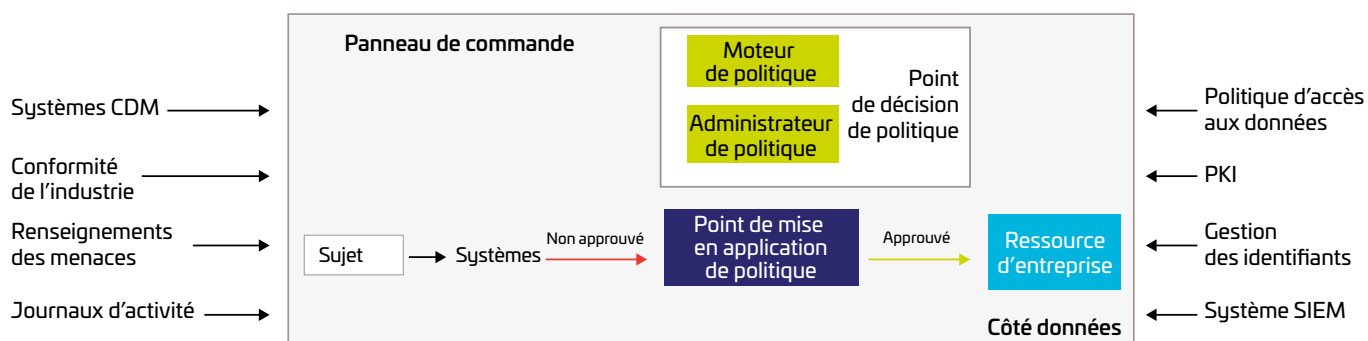 Panneau de commande
Moteur
de politique
Administrateur
de politique
Point
de décision
de politique
Systèmes CDM
Conformité
de l'industrie
Renseignements
des menaces
Journaux d'activité
Sujet
Systèmes
Non approuvé
Point de mise
en application
de politique
Approuvé
Ressource
d'entreprise
Côté données
Politique d'accès
aux données
PKI
Gestion
des identifiants
Système SIEM